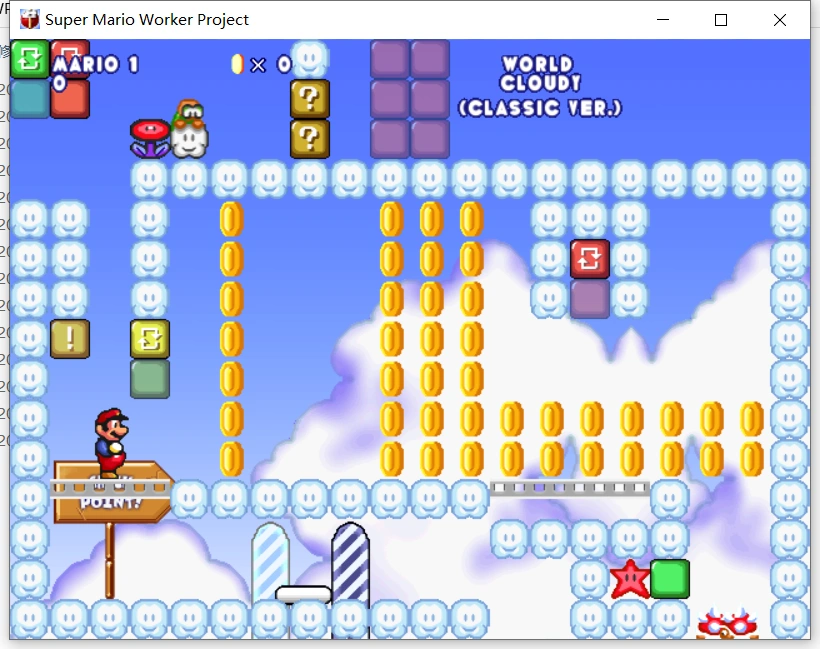 Super Mario Worker Project
MARIO 1
0
× 0
WORLD
CLOUDY
(CLASSIC VER.)
?
?
!
POINT!